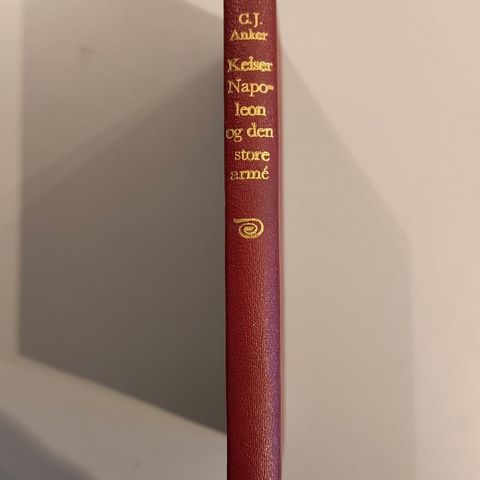 C. J.
Anker
Keiser
Napo-
leon
og den
store
armé